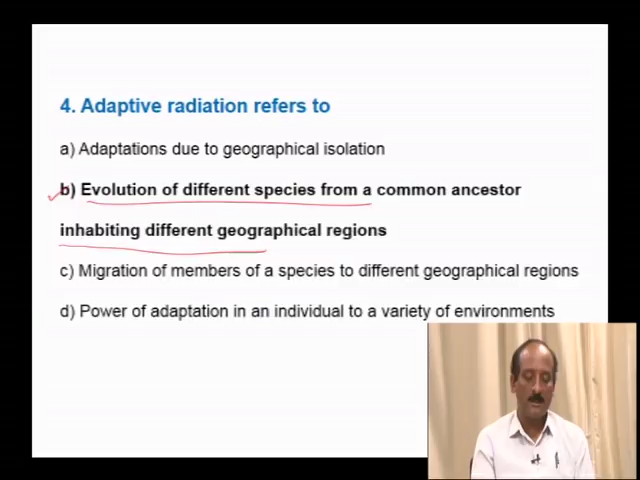 4. Adaptive radiation refers to
a) Adaptations due to geographical isolation
b) Evolution of different species from a common ancestor
inhabiting different geographical regions
c) Migration of members of a species to different geographical regions
d) Power of adaptation in an individual to a variety of environments